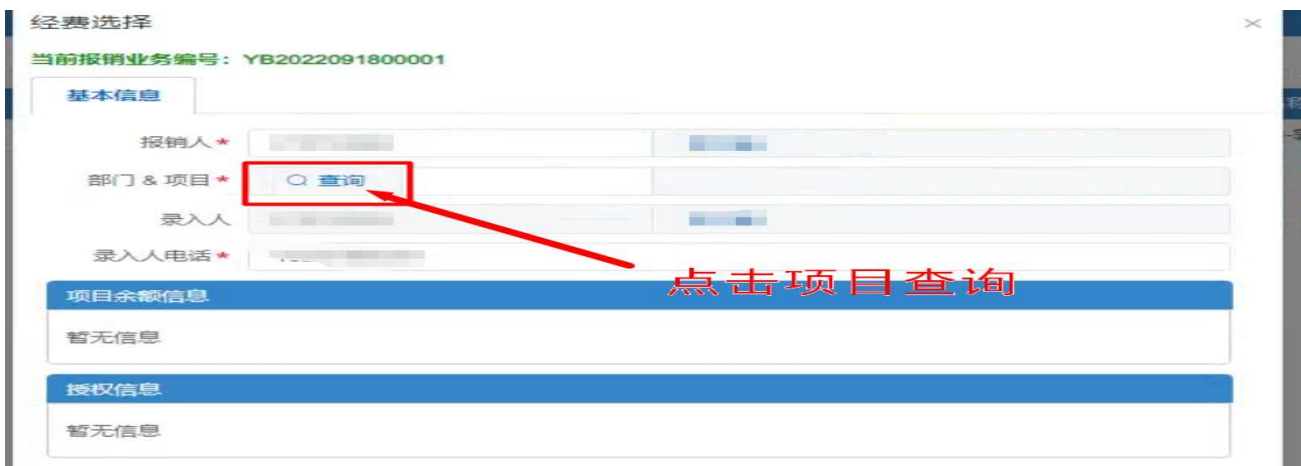 经费选择
当前报销业务编号：YB2022091800001
基本信息
报销人*
部门 & 项目* 查询
录入人
录入人电话*
点击项目查询
项目余额信息
暂无信息
授权信息
暂无信息